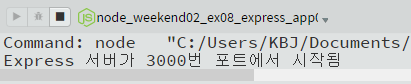 node_weekend02_ex08_express_app0
Command: node   "C:/Users/KBJ/Documents/
Express 서버가 3000번 포트에서 시작됨